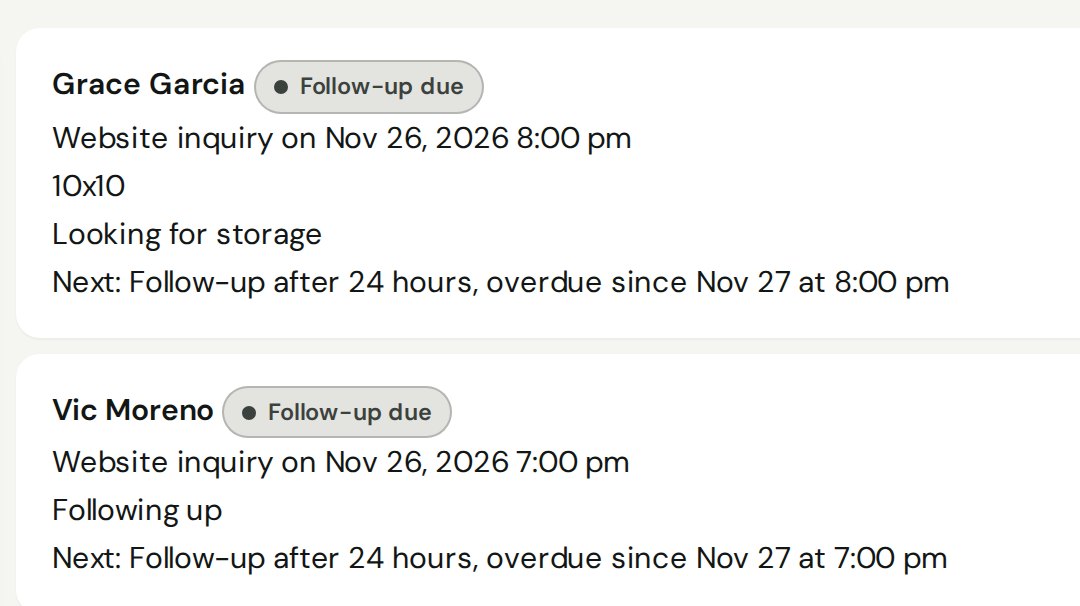 Grace Garcia Follow-up due
Website inquiry on Nov 26, 2026 8:00 pm
10x10
Looking for storage
Next: Follow-up after 24 hours, overdue since Nov 27 at 8:00 pm
Vic Moreno Follow-up due
Website inquiry on Nov 26, 2026 7:00 pm
Following up
Next: Follow-up after 24 hours, overdue since Nov 27 at 7:00 pm